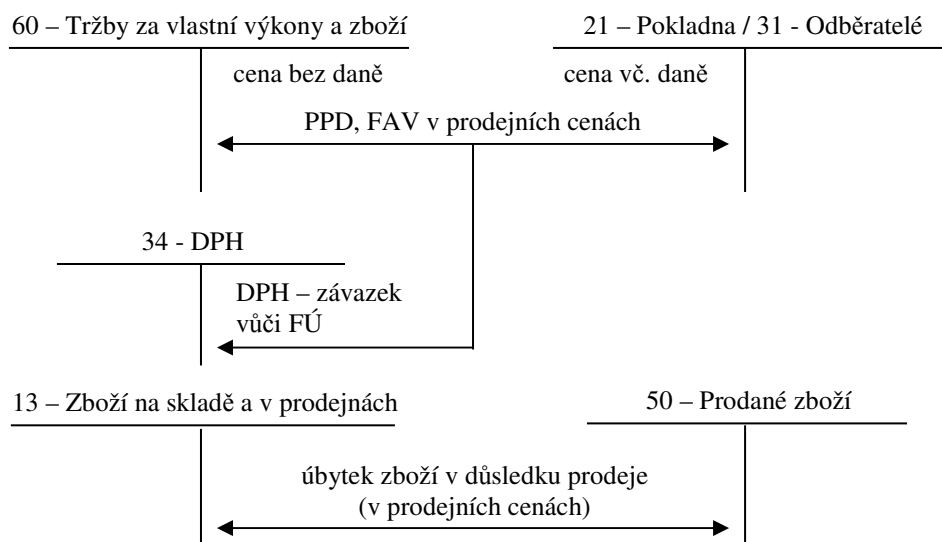 60 – Tržby za vlastní výkony a zboží
21 – Pokladna / 31 - Odběratelé
cena bez daně
cena vč. daně
PPD, FAV v prodejních cenách
34 - DPH
DPH – závazek
vůči FÚ
13 – Zboží na skladě a v prodejnách
50 – Prodané zboží
úbytek zboží v důsledku prodeje
(v prodejních cenách)